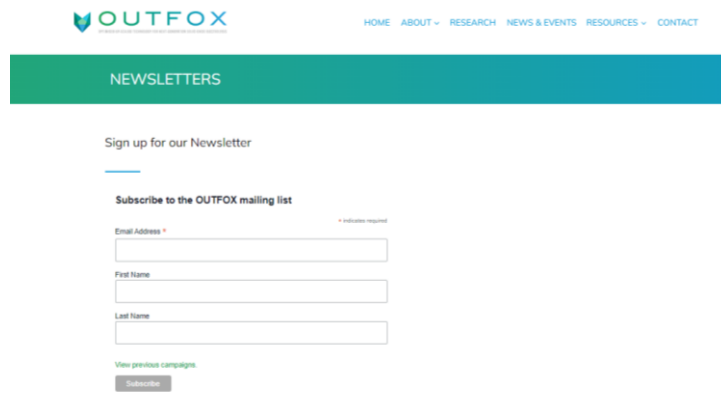 OUTFOX
HOME ABOUT RESEARCH NEWS & EVENTS RESOURCES CONTACT
NEWSLETTERS
Sign up for our Newsletter
Subscribe to the OUTFOX mailing list
* indicates required
Email Address *
First Name
Last Name
View previous campaigns.
Subscribe